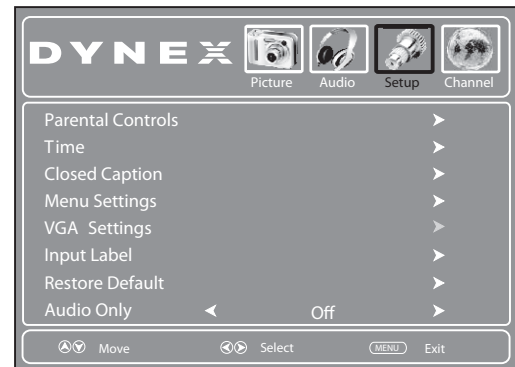 DYNEX
Picture Audio Setup Channel
Parental Controls
Time
Closed Caption
Menu Settings
VGA Settings
Input Label
Restore Default
Audio Only Off
Move Select MENU Exit